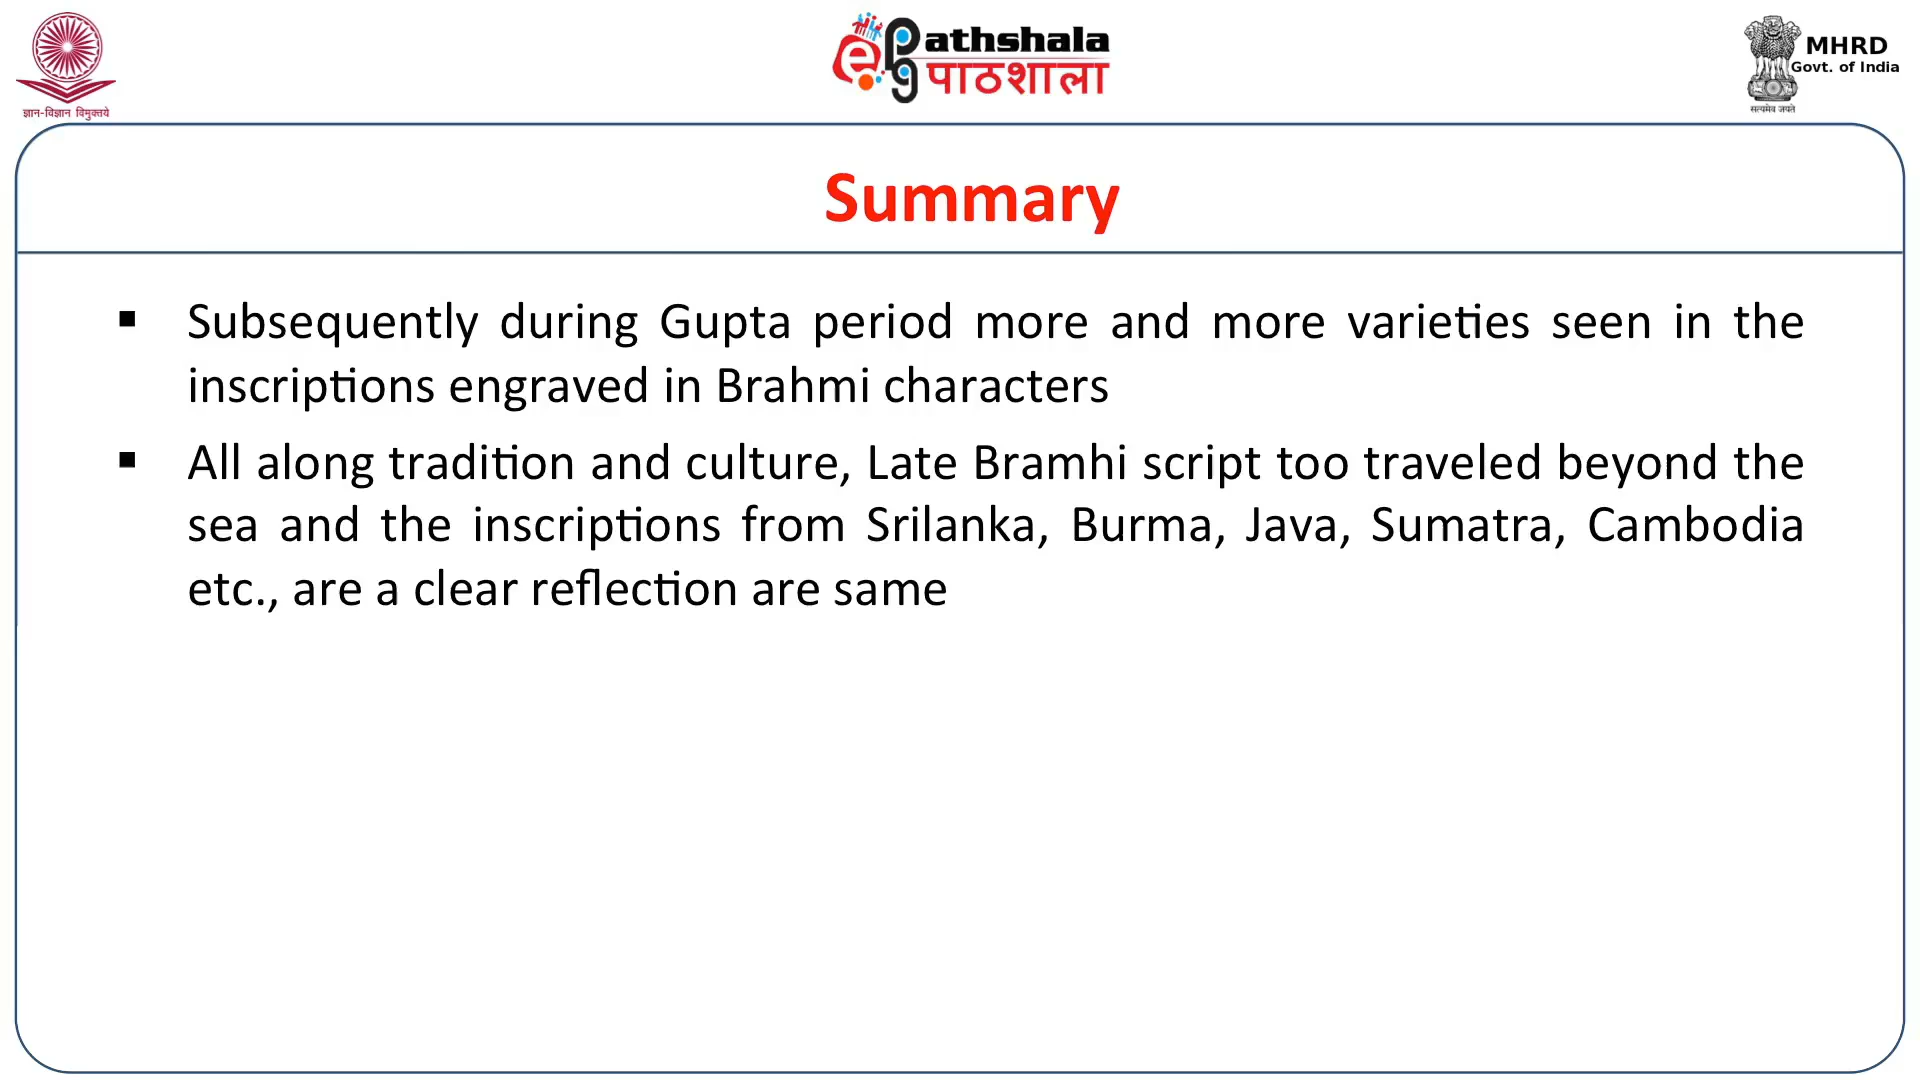 ज्ञान-विज्ञान विमुक्तये
ePathshala
पाठशाला
MHRD
Govt. of India
सत्यमेव जयते
Summary
▪ Subsequently during Gupta period more and more varieties seen in the
inscriptions engraved in Brahmi characters
▪ All along tradition and culture, Late Bramhi script too traveled beyond the
sea and the inscriptions from Srilanka, Burma, Java, Sumatra, Cambodia
etc., are a clear reflection are same